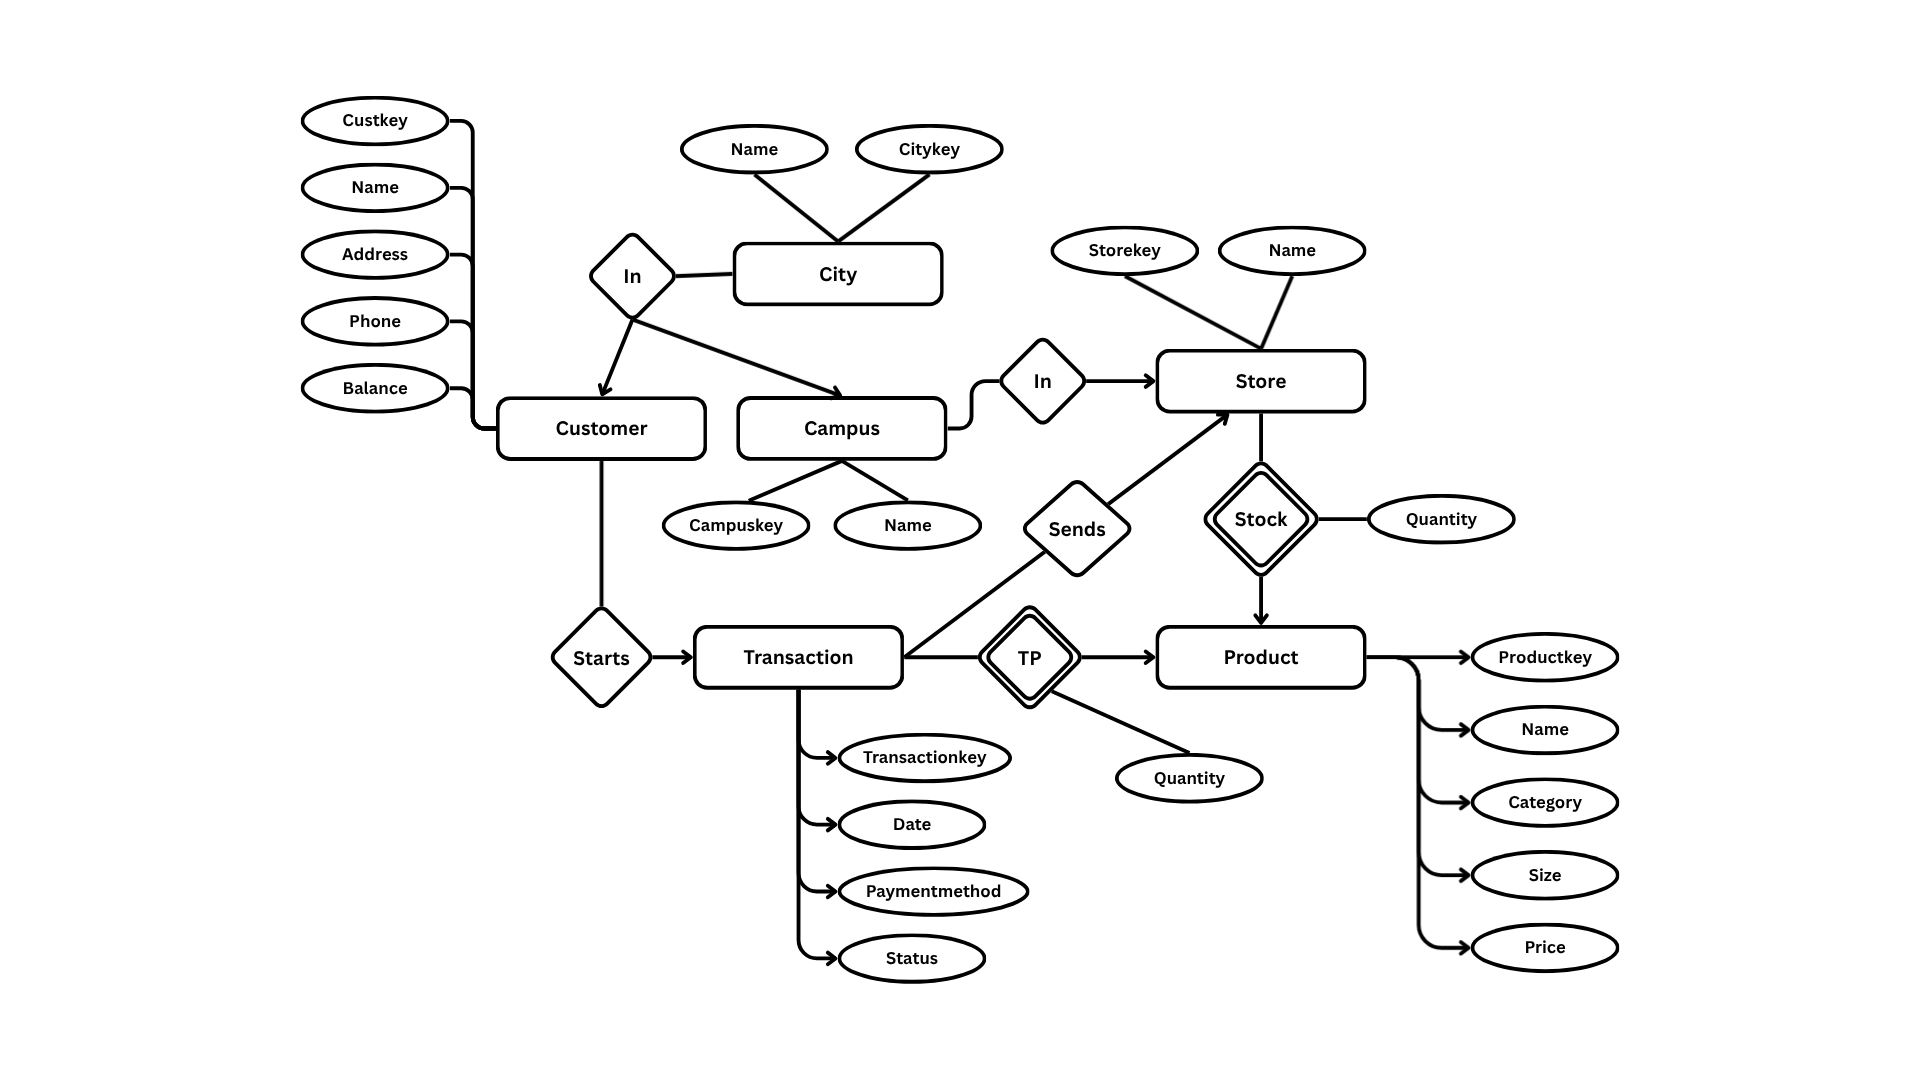 Custkey
Name
Address
Phone
Balance
Name
Citykey
In
City
Storekey
Name
Customer
Campus
In
Store
Campuskey
Name
Sends
Stock
Quantity
Starts
Transaction
TP
Product
Productkey
Name
Category
Size
Price
Quantity
Transactionkey
Date
Paymentmethod
Status